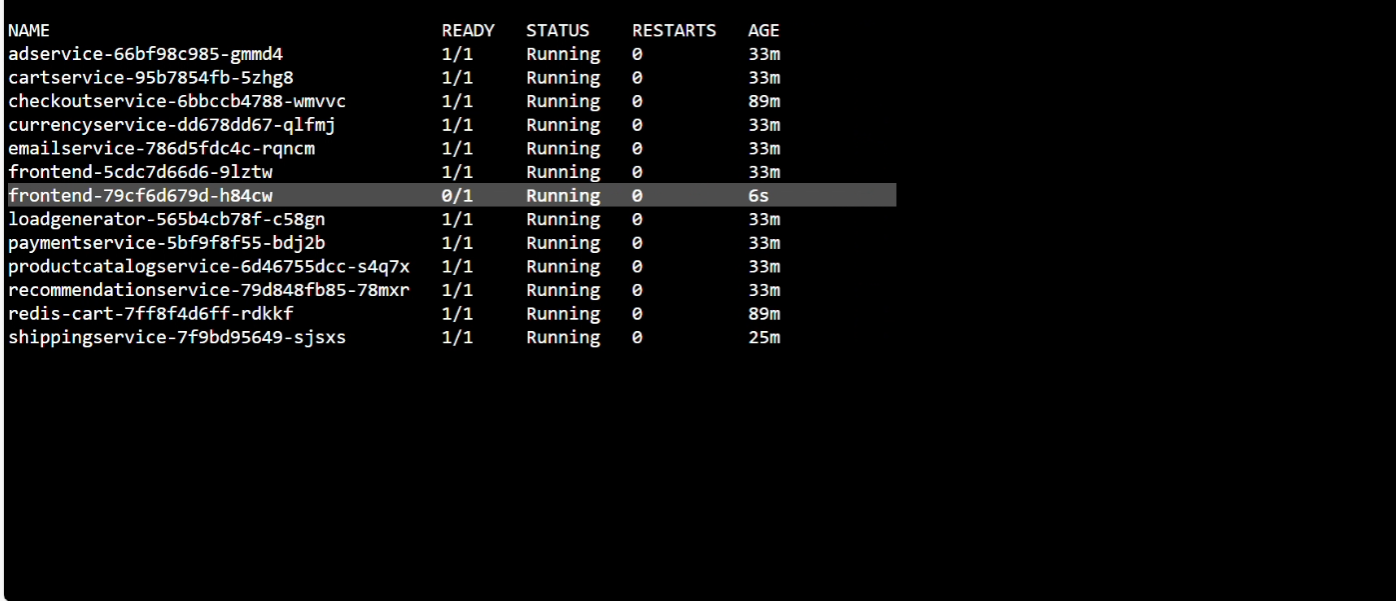 NAME READY STATUS RESTARTS AGE
adservice-66bf98c985-gmmd4 1/1 Running 0 33m
cartservice-95b7854fb-5zhg8 1/1 Running 0 33m
checkoutservice-6bbccb4788-wmvvc 1/1 Running 0 89m
currencyservice-dd678dd67-qlfmj 1/1 Running 0 33m
emailservice-786d5fdc4c-rqncm 1/1 Running 0 33m
frontend-5cdc7d66d6-9lztw 1/1 Running 0 33m
frontend-79cf6d679d-h84cw 0/1 Running 0 6s
loadgenerator-565b4cb78f-c58gn 1/1 Running 0 33m
paymentservice-5bf9f8f55-bdj2b 1/1 Running 0 33m
productcatalogservice-6d46755dcc-s4q7x 1/1 Running 0 33m
recommendationservice-79d848fb85-78mxr 1/1 Running 0 33m
redis-cart-7ff8f4d6ff-rdkkf 1/1 Running 0 89m
shippingservice-7f9bd95649-sjsxs 1/1 Running 0 25m